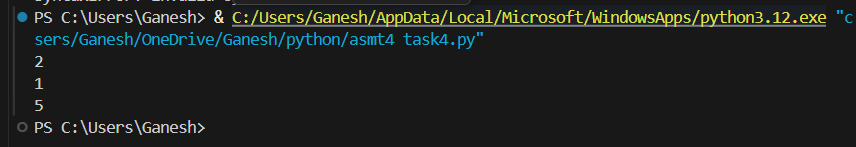 PS C:\Users\Ganesh> & C:/Users/Ganesh/AppData/Local/Microsoft/WindowsApps/python3.12.exe "c
sers/Ganesh/OneDrive/Ganesh/python/asmt4 task4.py"
2
1
5
PS C:\Users\Ganesh>